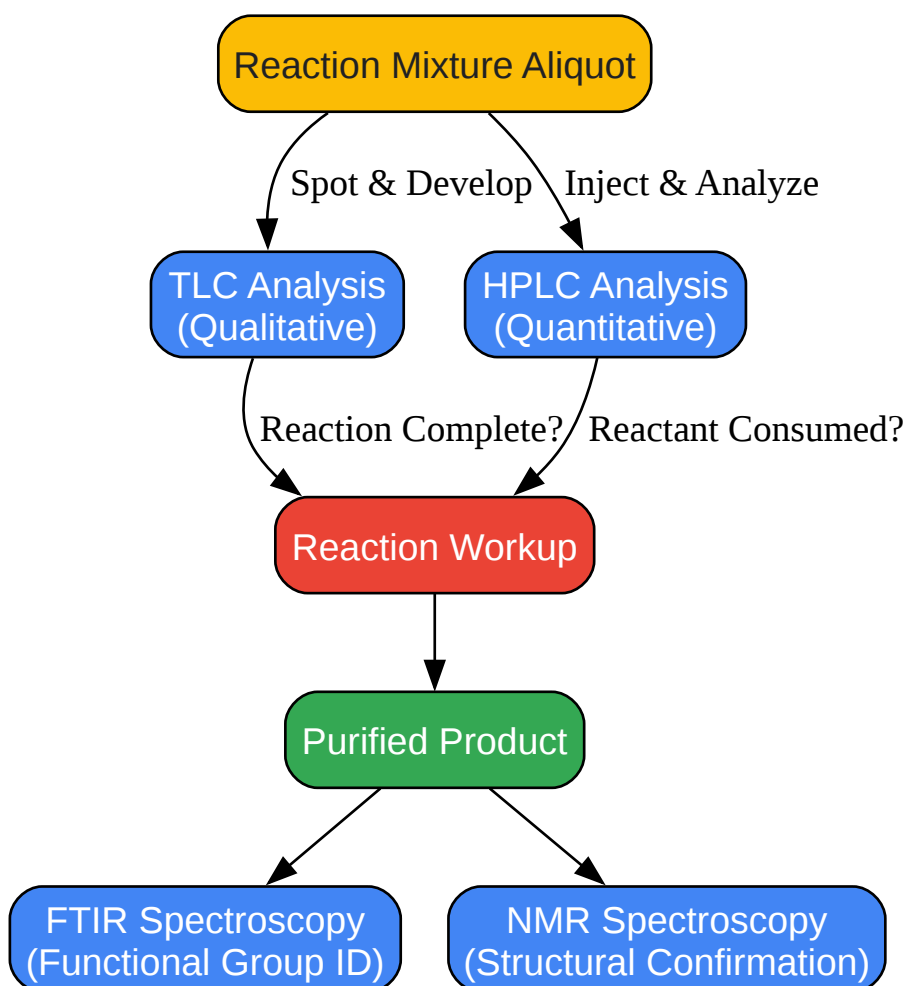 Reaction Mixture Aliquot
Spot & Develop
Inject & Analyze
TLC Analysis
(Qualitative)
HPLC Analysis
(Quantitative)
Reaction Complete?
Reactant Consumed?
Reaction Workup
Purified Product
FTIR Spectroscopy
(Functional Group ID)
NMR Spectroscopy
(Structural Confirmation)